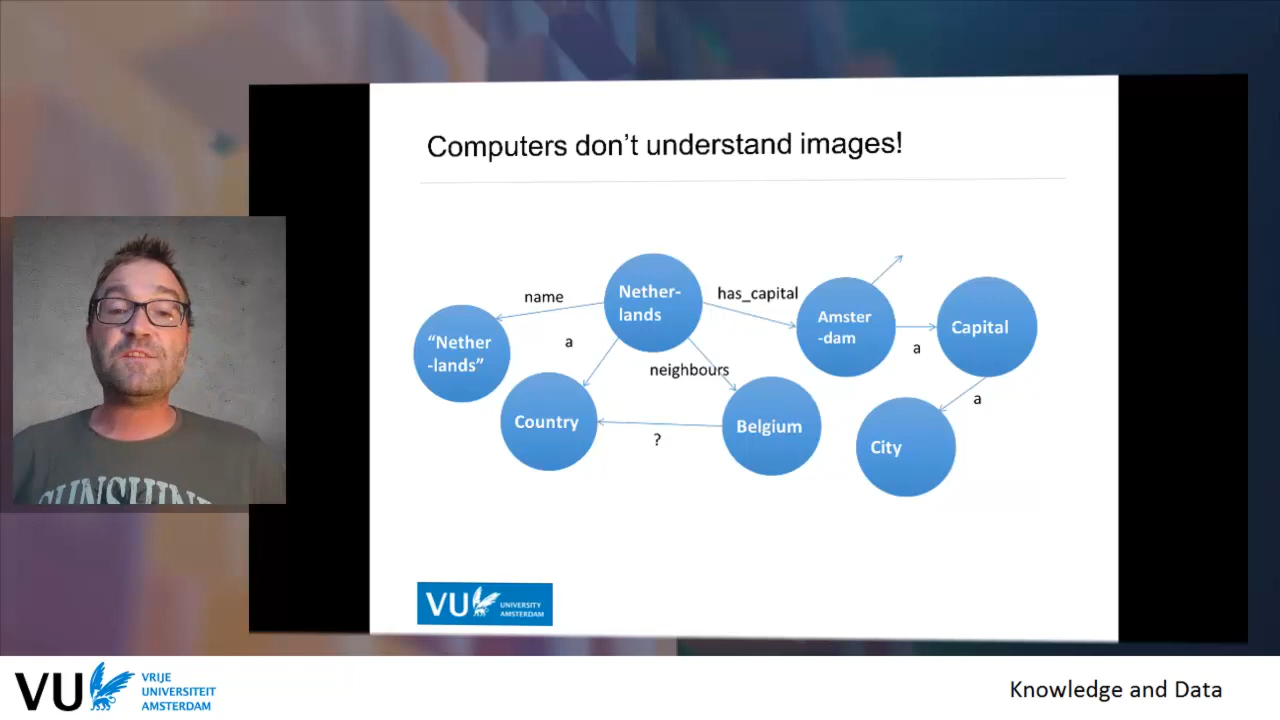 Computers don't understand images!
name
Nether-
lands
has_capital
Amster
-dam
Capital
"Nether
-lands"
a
neighbours
a
a
Country
?
Belgium
City
SUNSHINE
VU
UNIVERSITY
AMSTERDAM
VU
VRIJE
UNIVERSITEIT
AMSTERDAM
Knowledge and Data